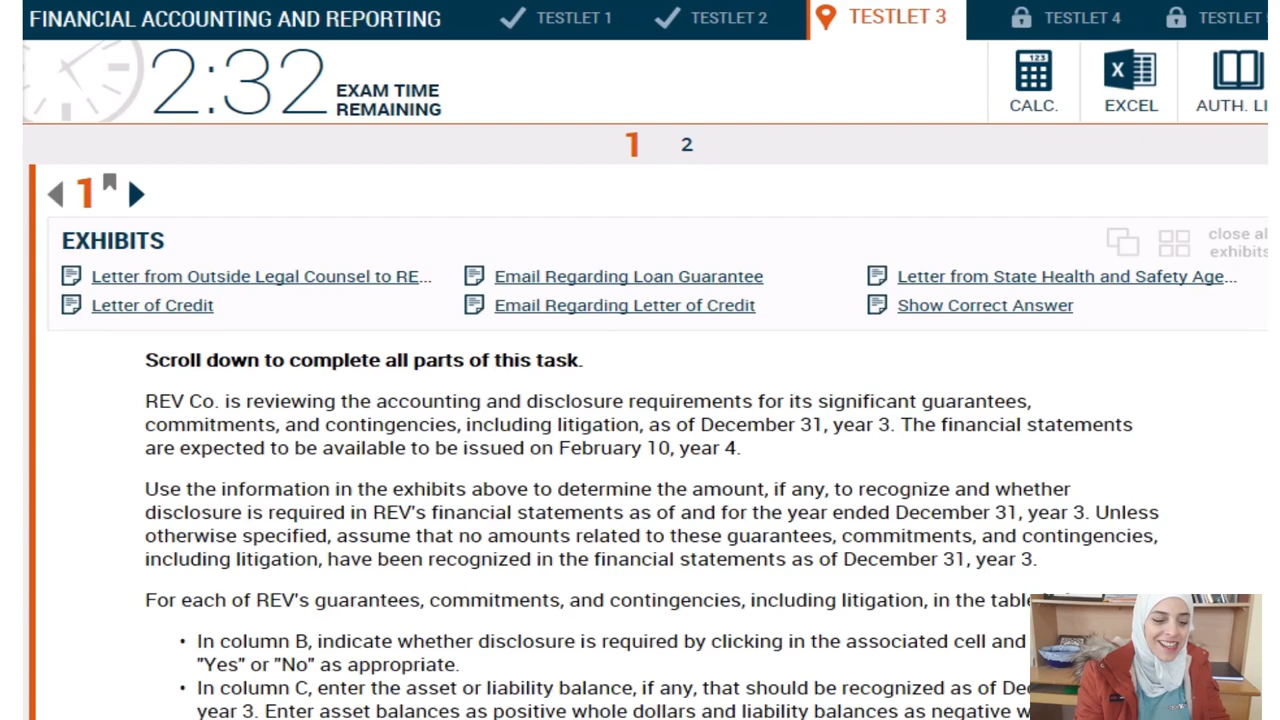 FINANCIAL ACCOUNTING AND REPORTING
TESTLET 1
TESTLET 2
TESTLET 3
TESTLET 4
TESTLET
2:32
EXAM TIME
REMAINING
CALC.
EXCEL
AUTH. LI
1
2
1
EXHIBITS
close al
exhibits
Letter from Outside Legal Counsel to RE...
Email Regarding Loan Guarantee
Letter from State Health and Safety Age...
Letter of Credit
Email Regarding Letter of Credit
Show Correct Answer
Scroll down to complete all parts of this task.
REV Co. is reviewing the accounting and disclosure requirements for its significant guarantees,
commitments, and contingencies, including litigation, as of December 31, year 3. The financial statements
are expected to be available to be issued on February 10, year 4.
Use the information in the exhibits above to determine the amount, if any, to recognize and whether
disclosure is required in REV's financial statements as of and for the year ended December 31, year 3. Unless
otherwise specified, assume that no amounts related to these guarantees, commitments, and contingencies,
including litigation, have been recognized in the financial statements as of December 31, year 3.
For each of REV's guarantees, commitments, and contingencies, including litigation, in the table
• In column B, indicate whether disclosure is required by clicking in the associated cell and
"Yes" or "No" as appropriate.
• In column C, enter the asset or liability balance, if any, that should be recognized as of De
year 3. Enter asset balances as positive whole dollars and liability balances as negative w